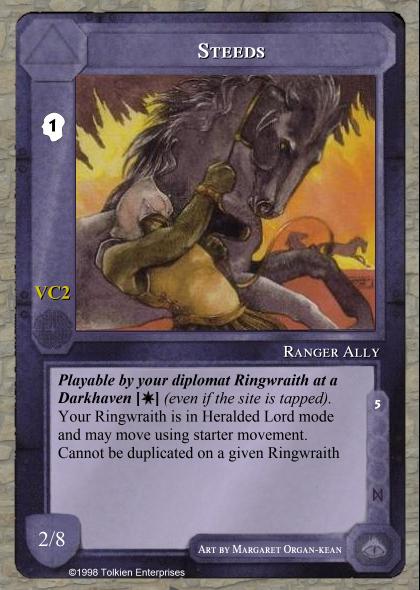 STEEDS
1
VC2
RANGER ALLY
Playable by your diplomat Ringwraith at a
Darkhaven [✷] (even if the site is tapped).
Your Ringwraith is in Heralded Lord mode
and may move using starter movement.
Cannot be duplicated on a given Ringwraith
5
ᛞ
2/8
ART BY MARGARET ORGAN-KEAN
©1998 Tolkien Enterprises